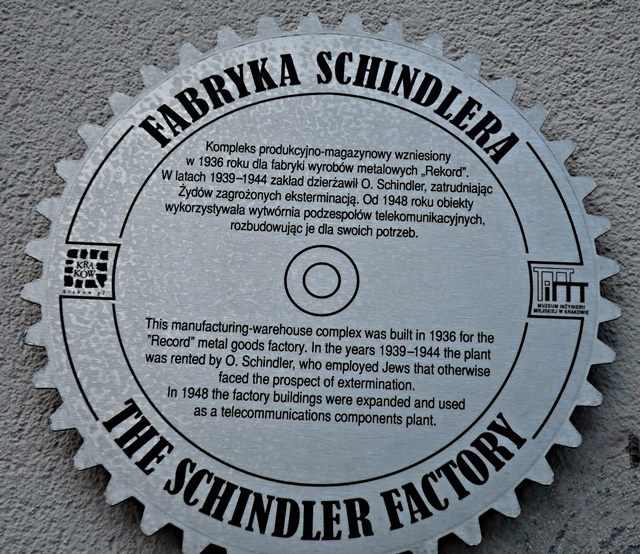 FABRYKA SCHINDLERA
Kompleks produkcyjno-magazynowy wzniesiony
w 1936 roku dla fabryki wyrobów metalowych „Rekord”.
W latach 1939–1944 zakład dzierżawił O. Schindler, zatrudniając
Żydów zagrożonych eksterminacją. Od 1948 roku obiekty
wykorzystywała wytwórnia podzespołów telekomunikacyjnych,
rozbudowując je dla swoich potrzeb.
KRA
KÓW
krakow.pl
MUZEUM INŻYNIERII
MIEJSKIEJ W KRAKOWIE
This manufacturing-warehouse complex was built in 1936 for the
"Record" metal goods factory. In the years 1939–1944 the plant
was rented by O. Schindler, who employed Jews that otherwise
faced the prospect of extermination.
In 1948 the factory buildings were expanded and used
as a telecommunications components plant.
THE SCHINDLER FACTORY